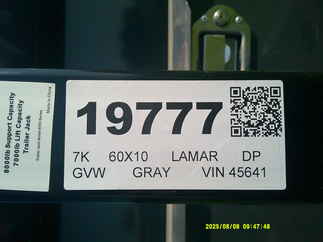 19777
7K 60X10 LAMAR DP
GVW GRAY VIN 45641
8000lb Support Capacity
7000lb Lift Capacity
Trailer Jack
2025/08/08 09:47:48